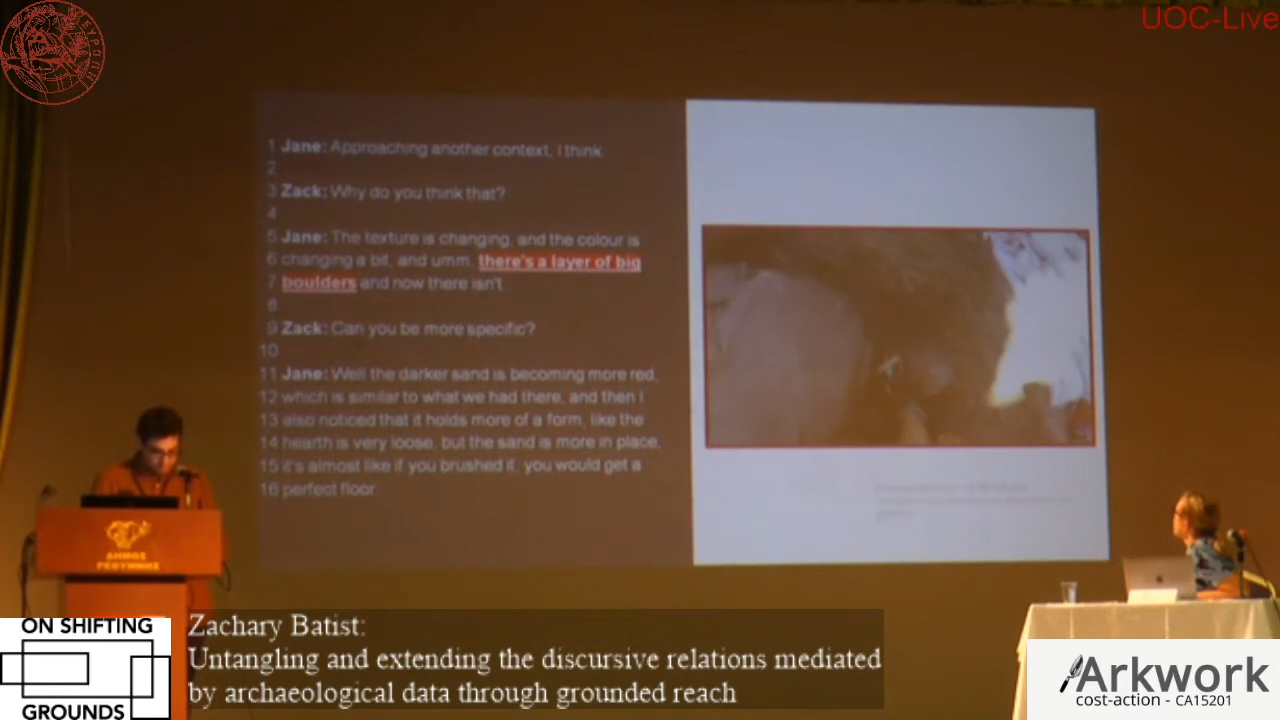 UOC-Live
1 Jane: Approaching another context, I think
2
3 Zack: Why do you think that?
4
5 Jane: The texture is changing, and the colour is
6 changing a bit, and umm, there's a layer of big
7 boulders and now there isn't
8
9 Zack: Can you be more specific?
10
11 Jane: Well the darker sand is becoming more red,
12 which is similar to what we had there, and then I
13 also noticed that it holds more of a form, like the
14 hearth is very loose, but the sand is more in place,
15 it's almost like if you brushed it, you would get a
16 perfect floor
ΔΗΜΟΣ
ΡΕΘΥΜΝΗΣ
ON SHIFTING
GROUNDS
Zachary Batist:
Untangling and extending the discursive relations mediated
by archaeological data through grounded reach
Arkwork
cost-action - CA15201